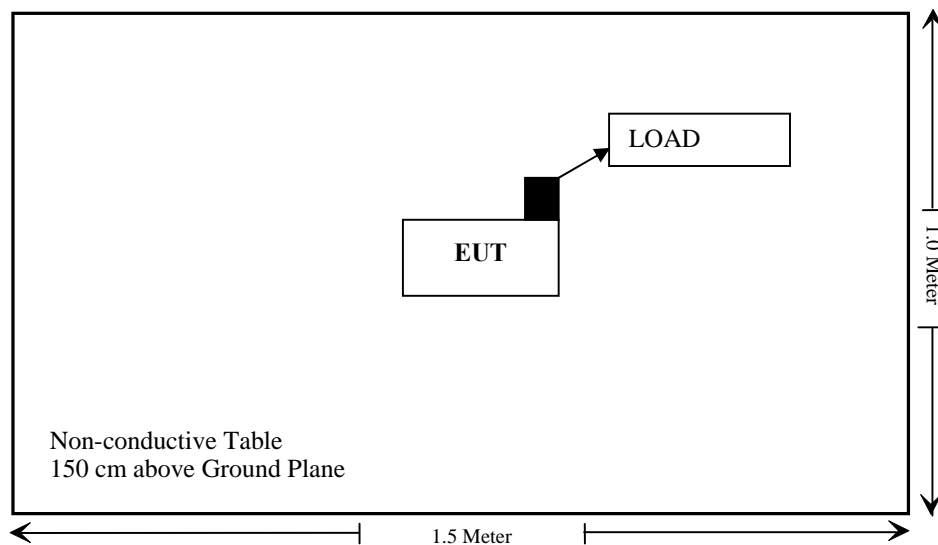 LOAD
EUT
1.0 Meter
Non-conductive Table
150 cm above Ground Plane
1.5 Meter